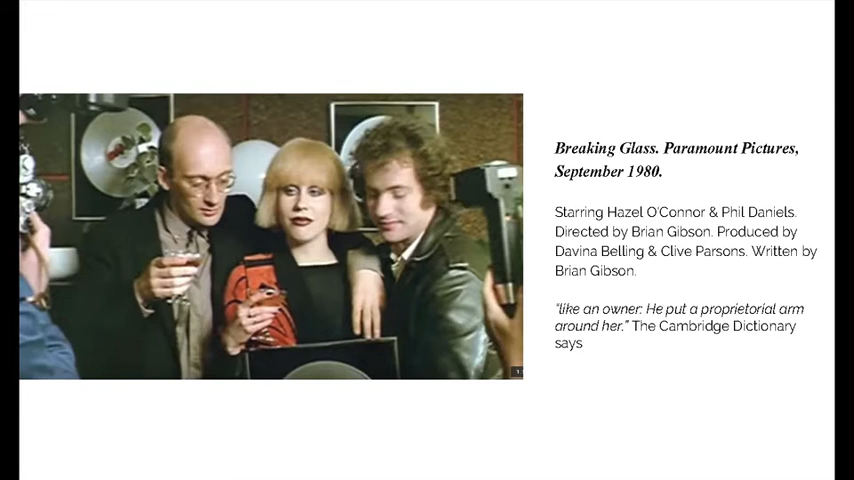 Breaking Glass. Paramount Pictures,
September 1980.
Starring Hazel O'Connor & Phil Daniels.
Directed by Brian Gibson. Produced by
Davina Belling & Clive Parsons. Written by
Brian Gibson.
"like an owner: He put a proprietorial arm
around her." The Cambridge Dictionary
says